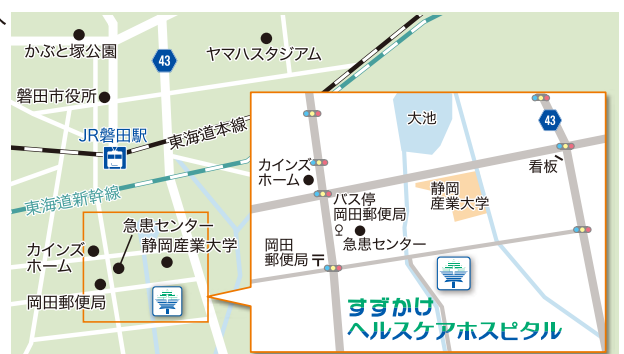 へ
かぶと塚公園
43
ヤマハスタジアム
磐田市役所
JR磐田駅
東海道本線
東海道新幹線
急患センター
静岡産業大学
カインズ
ホーム
岡田郵便局
大池
43
看板
カインズ
ホーム
静岡
産業大学
バス停
岡田郵便局
急患センター
岡田
郵便局〒
すずかけ
ヘルスケアホスピタル